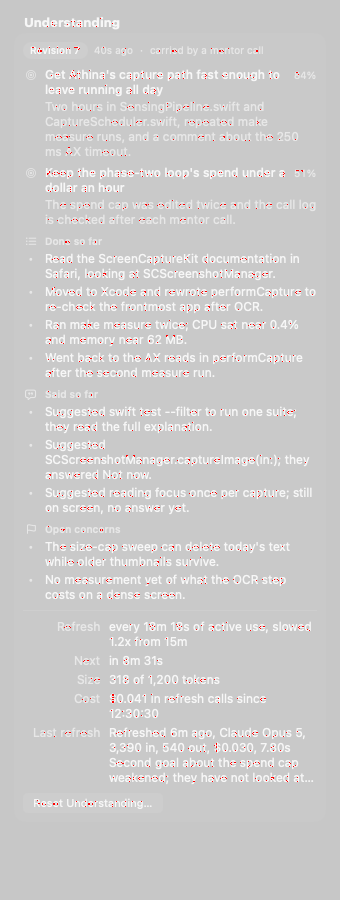 Understanding
Revision 7 40s ago · carried by a mentor call
Get Athina's capture path fast enough to
leave running all day
Two hours in SensingPipeline.swift and
CaptureScheduler.swift, repeated make
measure runs, and a comment about the 250
ms AX timeout.
Keep the phase-two loop's spend under a
dollar an hour
The spend cap was edited twice and the call log
is checked after each mentor call.
Done so far
• Read the ScreenCaptureKit documentation in
Safari, looking at SCScreenshotManager.
• Moved to Xcode and rewrote performCapture to
re-check the frontmost app after OCR.
• Ran make measure twice; CPU sat near 0.4%
and memory near 62 MB.
• Went back to the AX reads in performCapture
after the second measure run.
Said so far
• Suggested swift test --filter to run one suite;
they read the full explanation.
• Suggested
SCScreenshotManager.captureImage(in:); they
answered Not now.
• Suggested reading focus once per capture; still
on screen, no answer yet.
Open concerns
• The size-cap sweep can delete today's text
while older thumbnails survive.
• No measurement yet of what the OCR step
costs on a dense screen.
Refresh every 18m 18s of active use, slowed
1.2x from 15m
Next in 8m 31s
Size 318 of 1,200 tokens
Cost $0.041 in refresh calls since
12:30:30
Last refresh Refreshed 6m ago, Claude Opus 5,
3,390 in, 540 out, $0.030, 7.80s
Second goal about the spend cap
weakened; they have not looked at…
Reset Understanding…